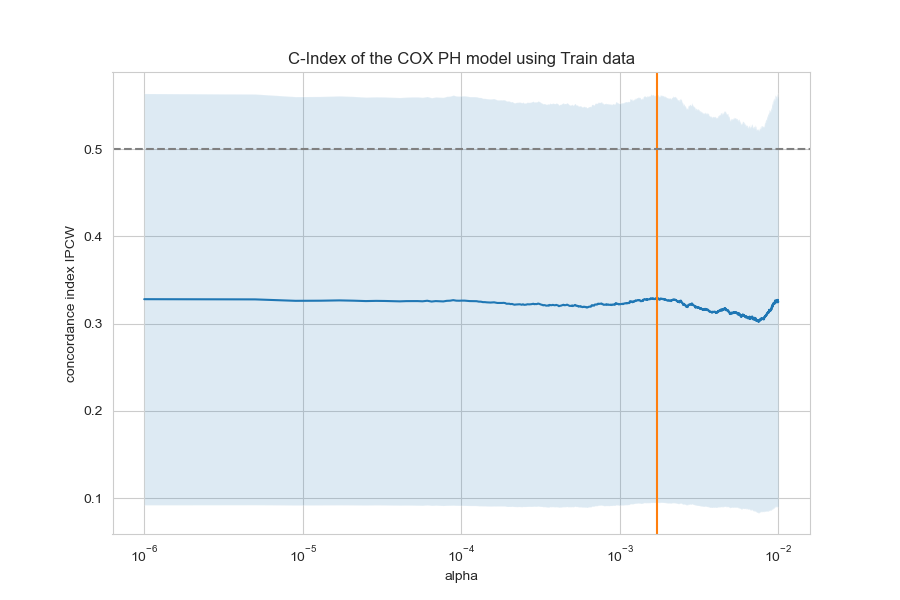 C-Index of the COX PH model using Train data
concordance index IPCW
0.5
0.4
0.3
0.2
0.1
10⁻⁶ 10⁻⁵ 10⁻⁴ 10⁻³ 10⁻²
alpha